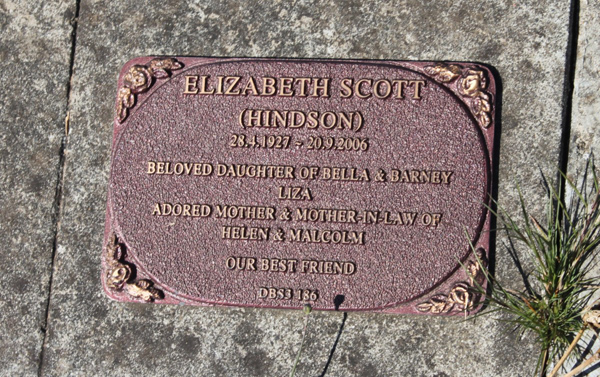 ELIZABETH SCOTT
(HINDSON)
28.4.1927 ~ 20.9.2006
BELOVED DAUGHTER OF BELLA & BARNEY
LIZA
ADORED MOTHER & MOTHER-IN-LAW OF
HELEN & MALCOLM
OUR BEST FRIEND
DBS3 186